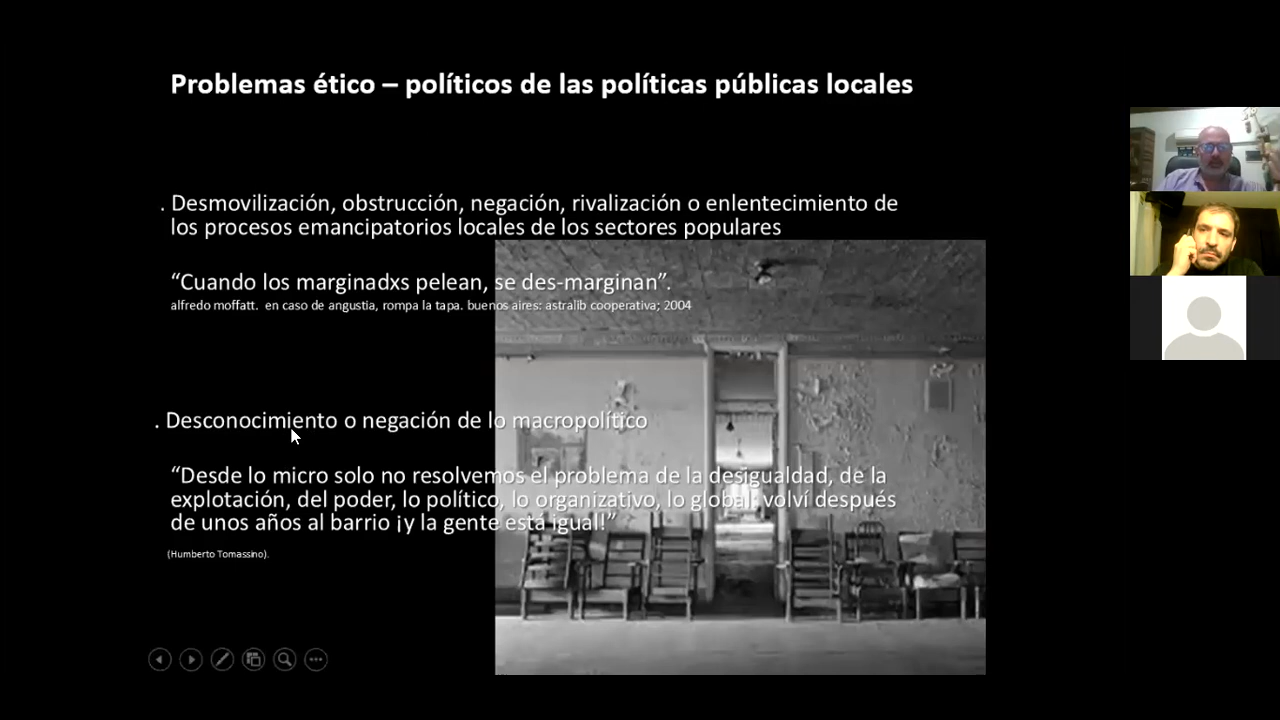 Problemas ético – políticos de las políticas públicas locales
. Desmovilización, obstrucción, negación, rivalización o enlentecimiento de
los procesos emancipatorios locales de los sectores populares
“Cuando los marginadxs pelean, se des-marginan”.
alfredo moffatt. en caso de angustia, rompa la tapa. buenos aires: astralib cooperativa; 2004
. Desconocimiento o negación de lo macropolítico
“Desde lo micro solo no resolvemos el problema de la desigualdad, de la
explotación, del poder, lo político, lo organizativo, lo global: volví después
de unos años al barrio ¡y la gente está igual!”
(Humberto Tomassino).